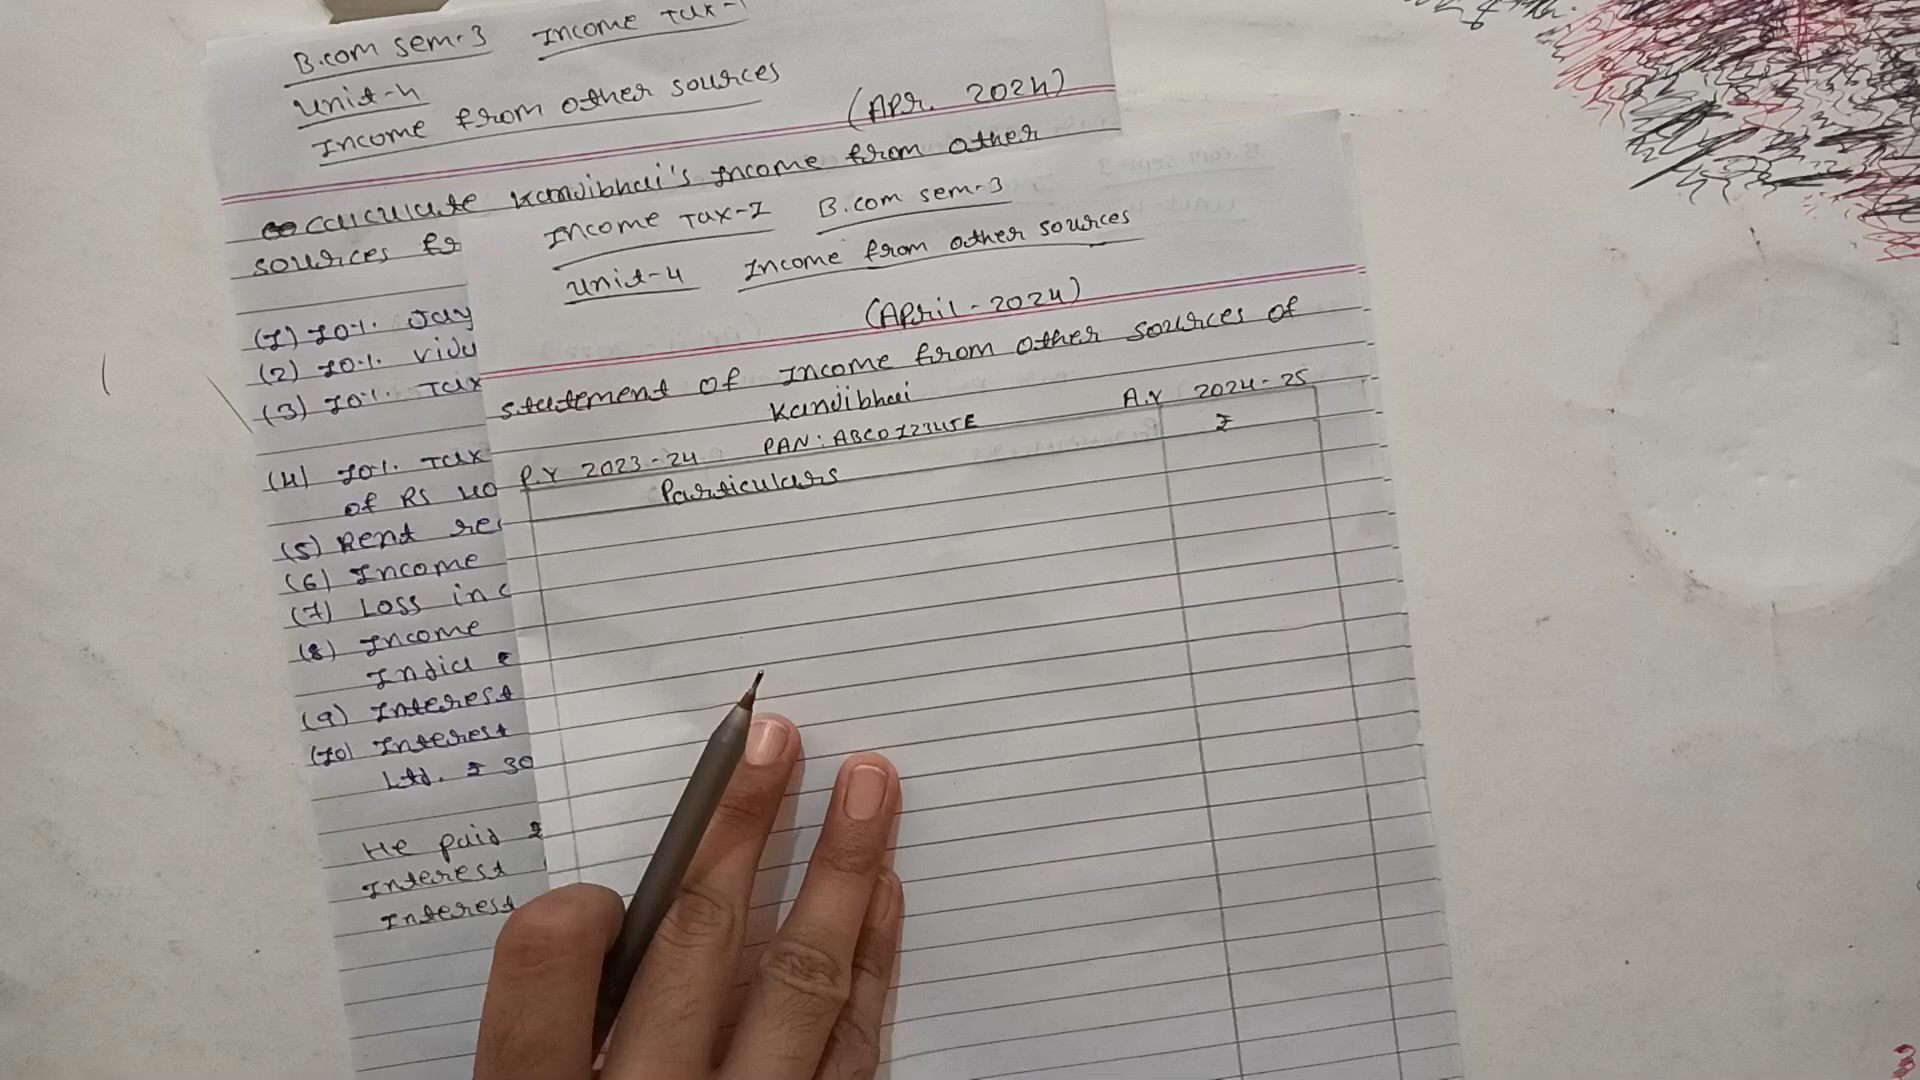 B.com sem-3 Income Tax-1
unit-4
Income from other sources
(Apr. 2024)
calculate Kanjibhai's Income from other
sources
(1) 10%. Jay
(2) 10%.
(3) 10%. Tax
(4) 10%. Tax
of RS 40
(5) Rent
(6) Income
(7) Loss in
(8) Income
India
(9) Interest
(10) Interest
Ltd. ₹ 30
He paid ₹
Interest
Interest
Income Tax-I B.com sem-3
unit-4 Income from other sources
(April-2024)
statement of Income from other sources of
Kanjibhai
P.Y 2023-24 PAN: ABCD1234SE A.Y 2024-25
Particulars ₹